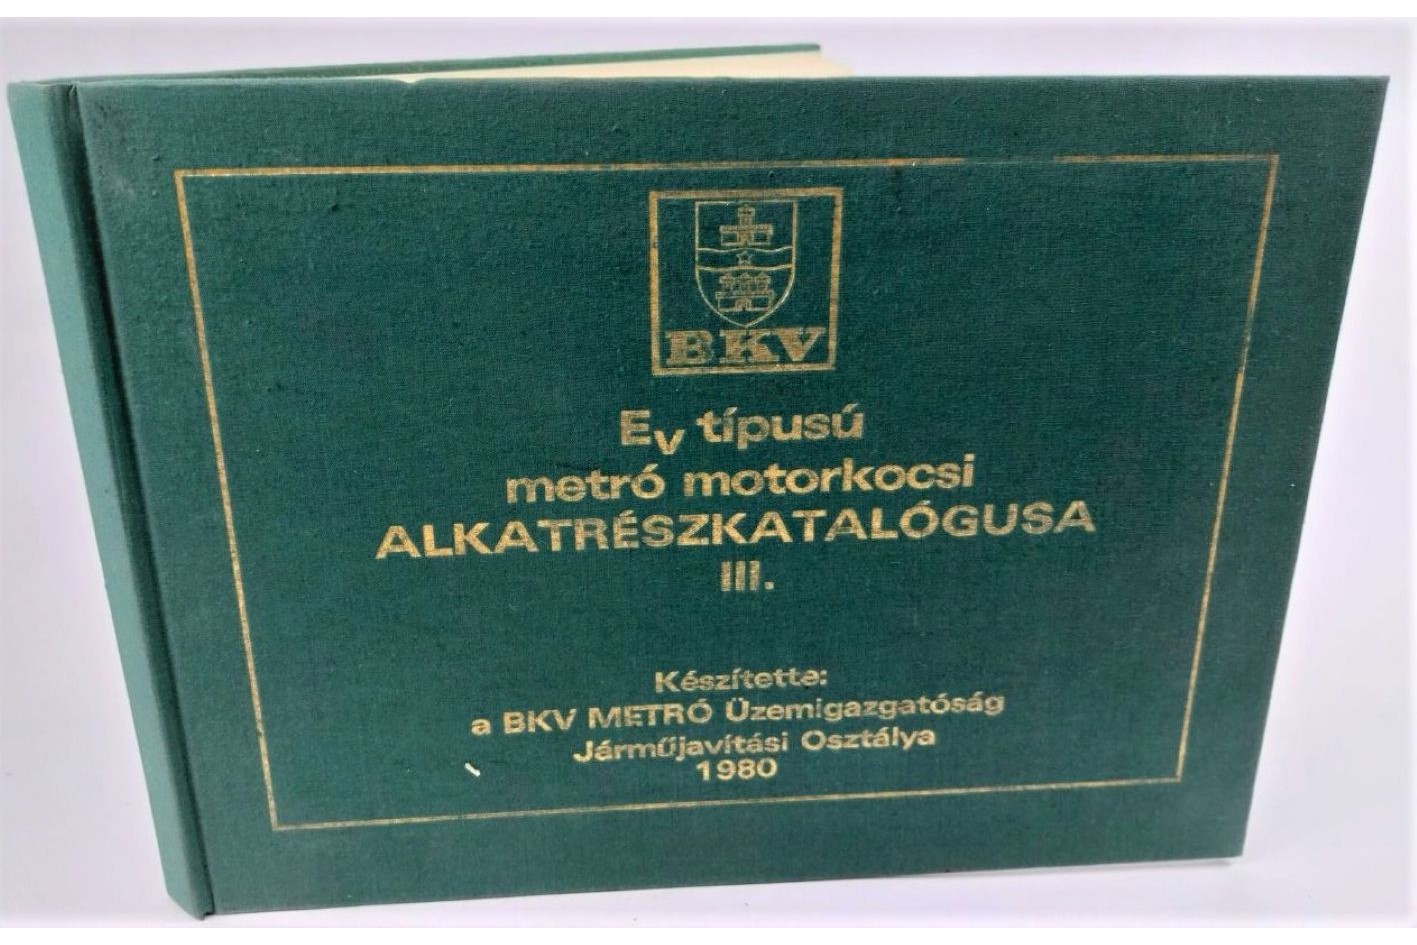 BKV
Ev típusú
metró motorkocsi
ALKATRÉSZKATALÓGUSA
III.
Készítette:
a BKV METRÓ Üzemigazgatóság
Járműjavítási Osztálya
1980